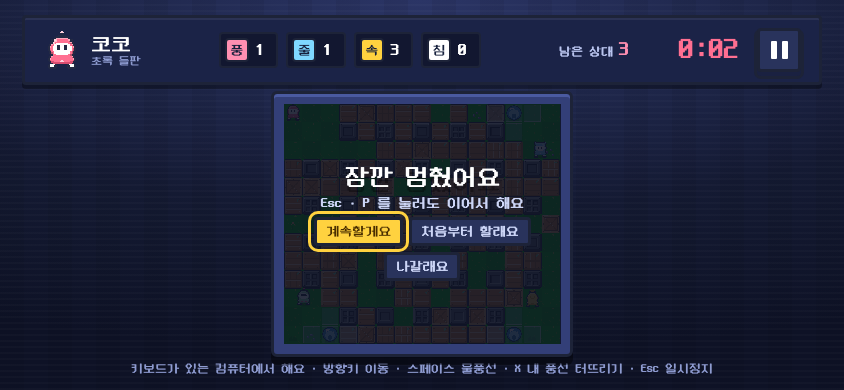 코코
초록 들판
풍 1 줄 1 속 3 침 0
남은 상대 3
0:02
잠깐 멈췄어요
Esc · P 를 눌러도 이어서 해요
계속할게요 처음부터 할래요
나갈래요
키보드가 있는 컴퓨터에서 해요 · 방향키 이동 · 스페이스 물풍선 · X 내 풍선 터뜨리기 · Esc 일시정지